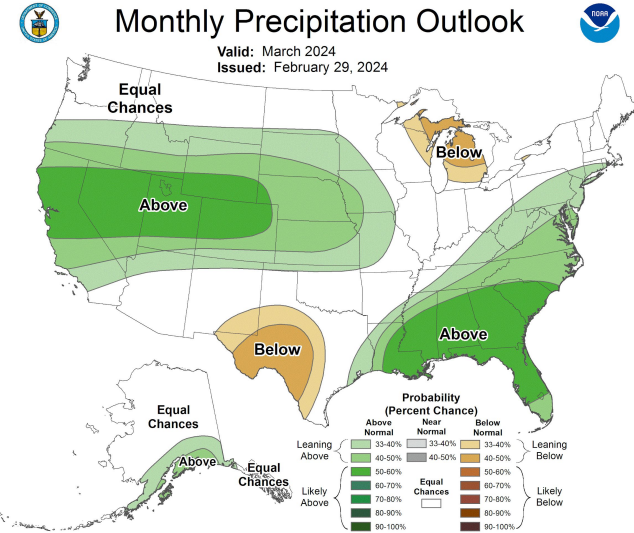 Monthly Precipitation Outlook
NOAA
Valid: March 2024
Issued: February 29, 2024
Equal
Chances
Below
Above
Above
Below
Equal
Chances
Above
Equal
Chances
Probability
(Percent Chance)
Above
Normal
Near
Normal
Below
Normal
Leaning
Above
33-40%
33-40%
33-40%
Leaning
Below
40-50%
40-50%
40-50%
Likely
Above
50-60%
60-70%
70-80%
80-90%
90-100%
Equal
Chances
50-60%
60-70%
70-80%
80-90%
90-100%
Likely
Below